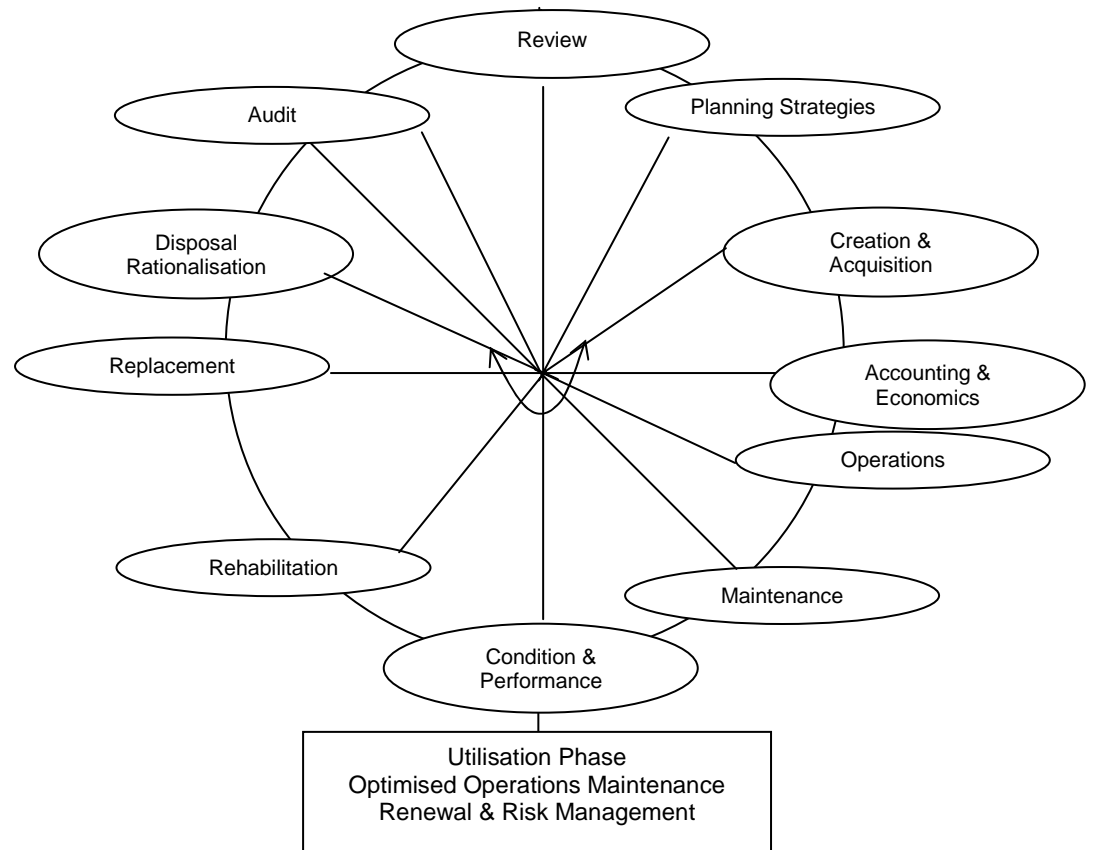 Review
Planning Strategies
Audit
Creation &
Acquisition
Disposal
Rationalisation
Replacement
Accounting &
Economics
Operations
Rehabilitation
Maintenance
Condition &
Performance
Utilisation Phase
Optimised Operations Maintenance
Renewal & Risk Management